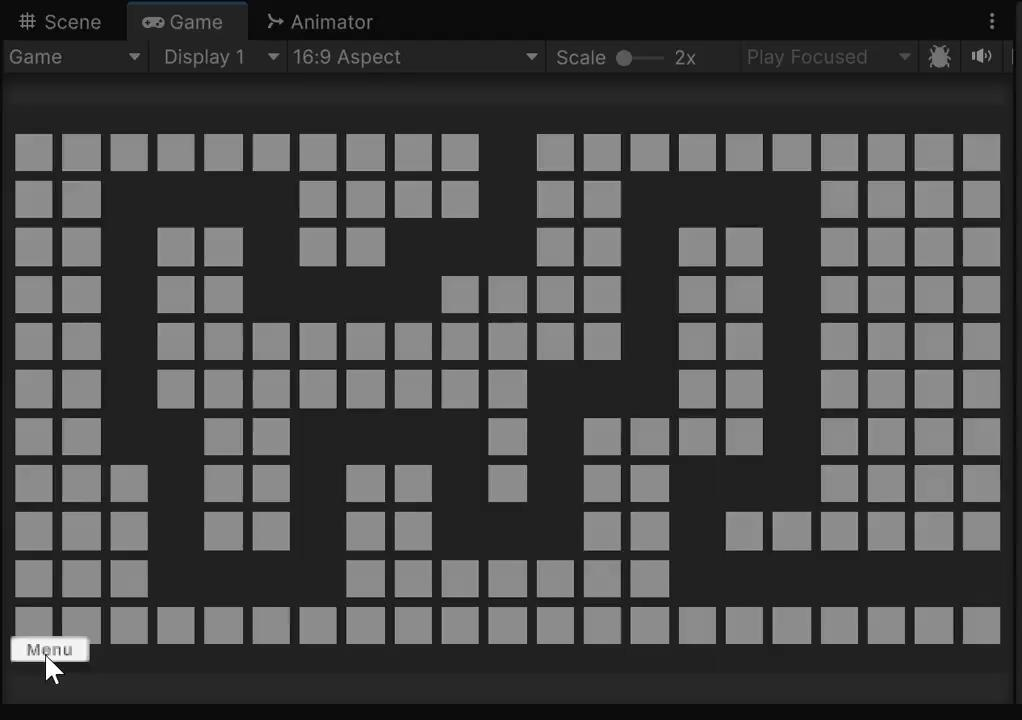 Scene Game Animator
Game Display 1 16:9 Aspect Scale 2x Play Focused
Menu